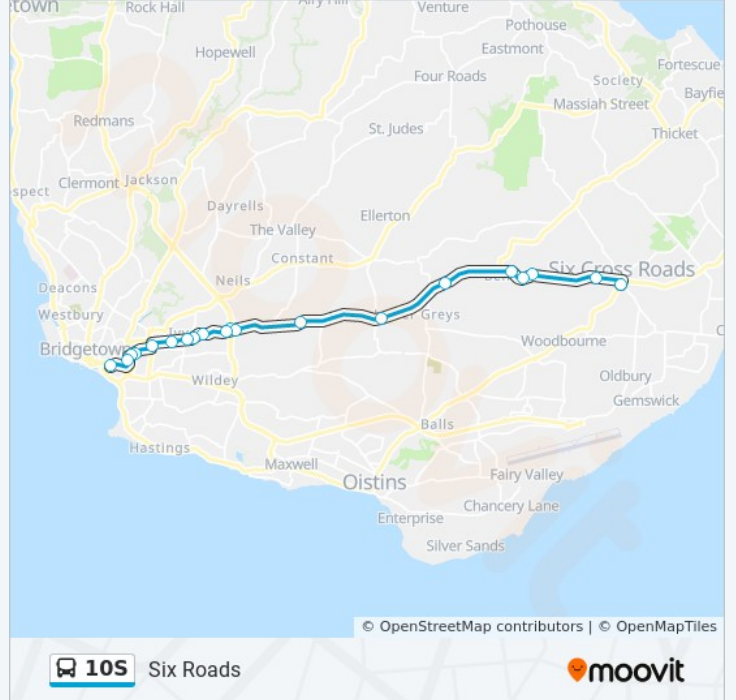 etown
Rock Hall
Venture
Pothouse
Hopewell
Eastmont
Fortescue
Four Roads
Society
Bayfie
Massiah Street
Redmans
St. Judes
Thicket
Clermont
Jackson
spect
Dayrells
Ellerton
The Valley
Constant
Six Cross Roads
Neils
Deacons
Westbury
Greys
Bridgetown
Woodbourne
Wildey
Oldbury
Gemswick
Balls
Hastings
Maxwell
Fairy Valley
Oistins
Chancery Lane
Enterprise
Silver Sands
© OpenStreetMap contributors | © OpenMapTiles
10S Six Roads
moovit